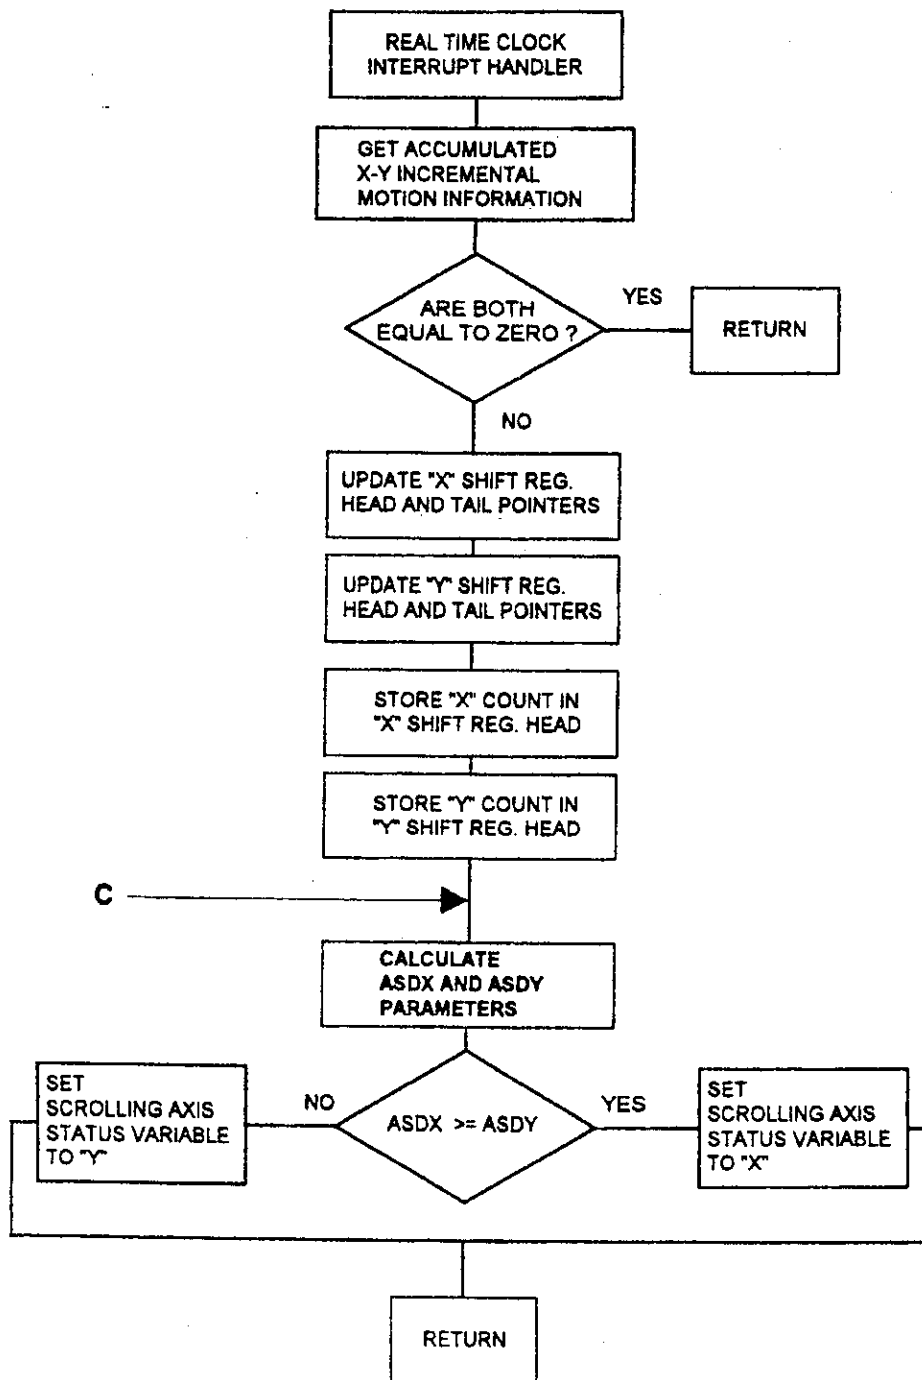 REAL TIME CLOCK
INTERRUPT HANDLER
GET ACCUMULATED
X-Y INCREMENTAL
MOTION INFORMATION
ARE BOTH
EQUAL TO ZERO ?
YES
RETURN
NO
UPDATE "X" SHIFT REG.
HEAD AND TAIL POINTERS
UPDATE "Y" SHIFT REG.
HEAD AND TAIL POINTERS
STORE "X" COUNT IN
"X" SHIFT REG. HEAD
STORE "Y" COUNT IN
"Y" SHIFT REG. HEAD
C
CALCULATE
ASDX AND ASDY
PARAMETERS
SET
SCROLLING AXIS
STATUS VARIABLE
TO "Y"
NO
ASDX >= ASDY
YES
SET
SCROLLING AXIS
STATUS VARIABLE
TO "X"
RETURN